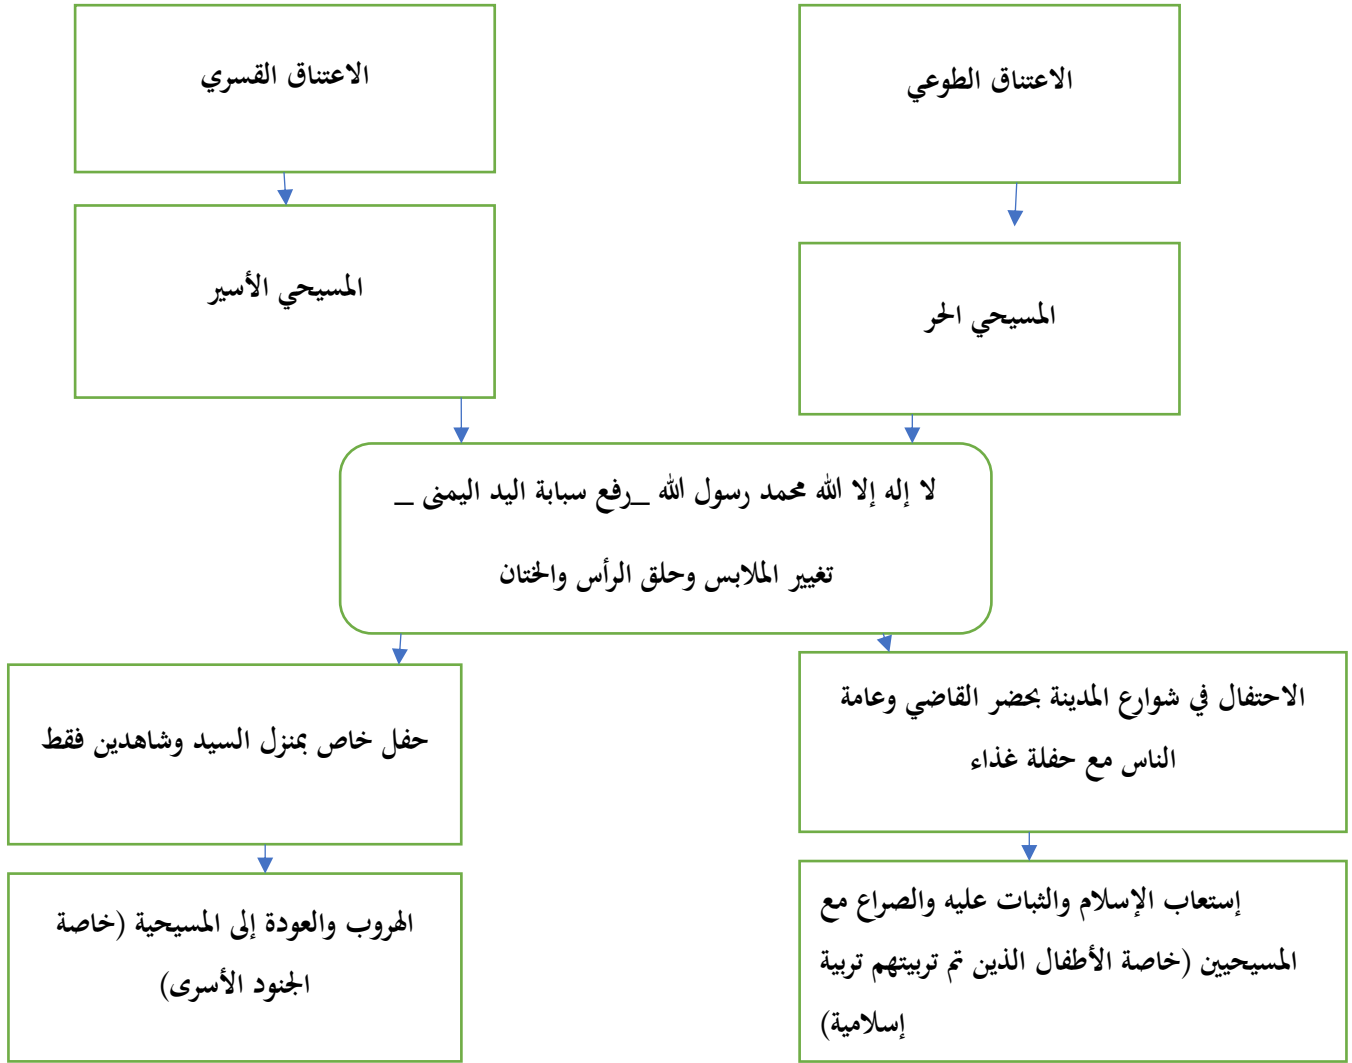 الاعتناق الطوعي
الاعتناق القسري
المسيحي الحر
المسيحي الأسير
لا إله إلا الله محمد رسول الله _رفع سبابة اليد اليمنى _
تغيير الملابس وحلق الرأس والختان
الاحتفال في شوارع المدينة بحضر القاضي وعامة
الناس مع حفلة غذاء
حفل خاص بمنزل السيد وشاهدين فقط
إستعاب الإسلام والثبات عليه والصراع مع
المسيحيين (خاصة الأطفال الذين تم تربيتهم تربية
إسلامية)
الهروب والعودة إلى المسيحية (خاصة
الجنود الأسرى)